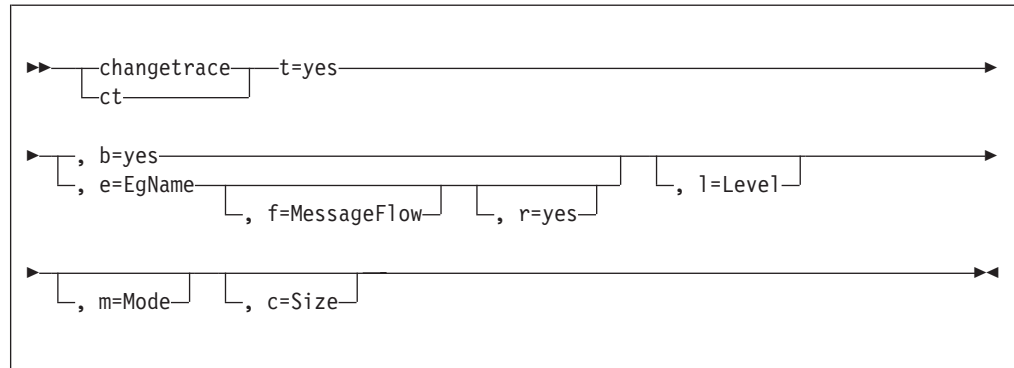 changetrace t=yes
ct
, b=yes
, e=EgName , l=Level
, f=MessageFlow , r=yes
, m=Mode , c=Size